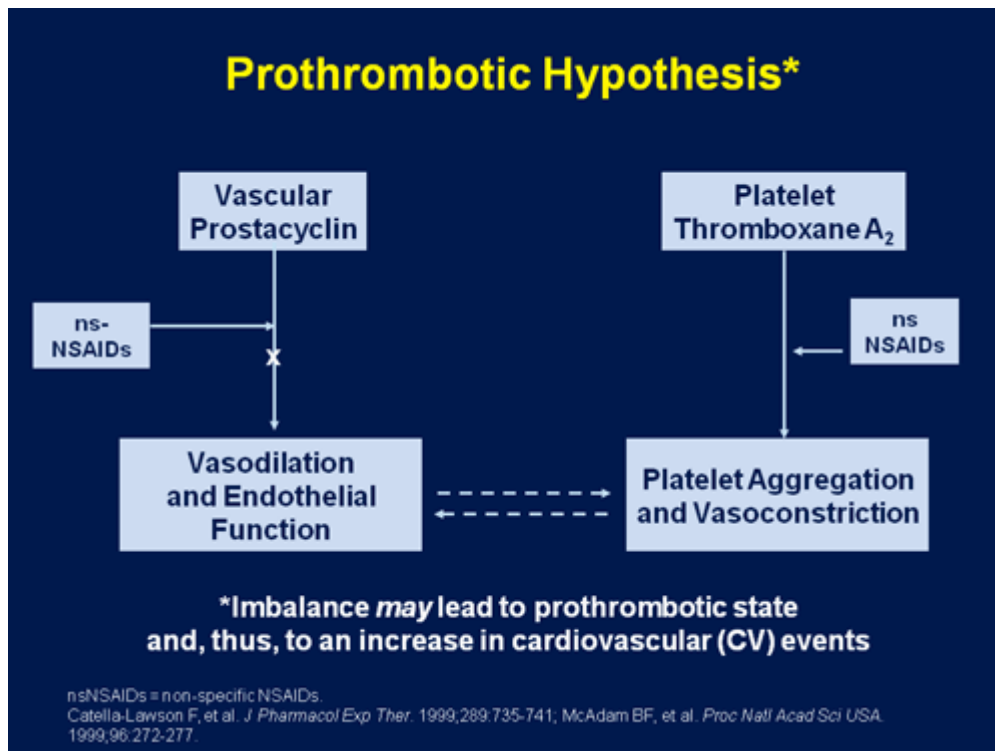 Prothrombotic Hypothesis*
Vascular
Prostacyclin
Platelet
Thromboxane A₂
ns-
NSAIDs
x
ns
NSAIDs
Vasodilation
and Endothelial
Function
Platelet Aggregation
and Vasoconstriction
*Imbalance may lead to prothrombotic state
and, thus, to an increase in cardiovascular (CV) events
nsNSAIDs = non-specific NSAIDs.
Catella-Lawson F, et al. J Pharmacol Exp Ther. 1999;289:735-741; McAdam BF, et al. Proc Natl Acad Sci USA.
1999;96:272-277.